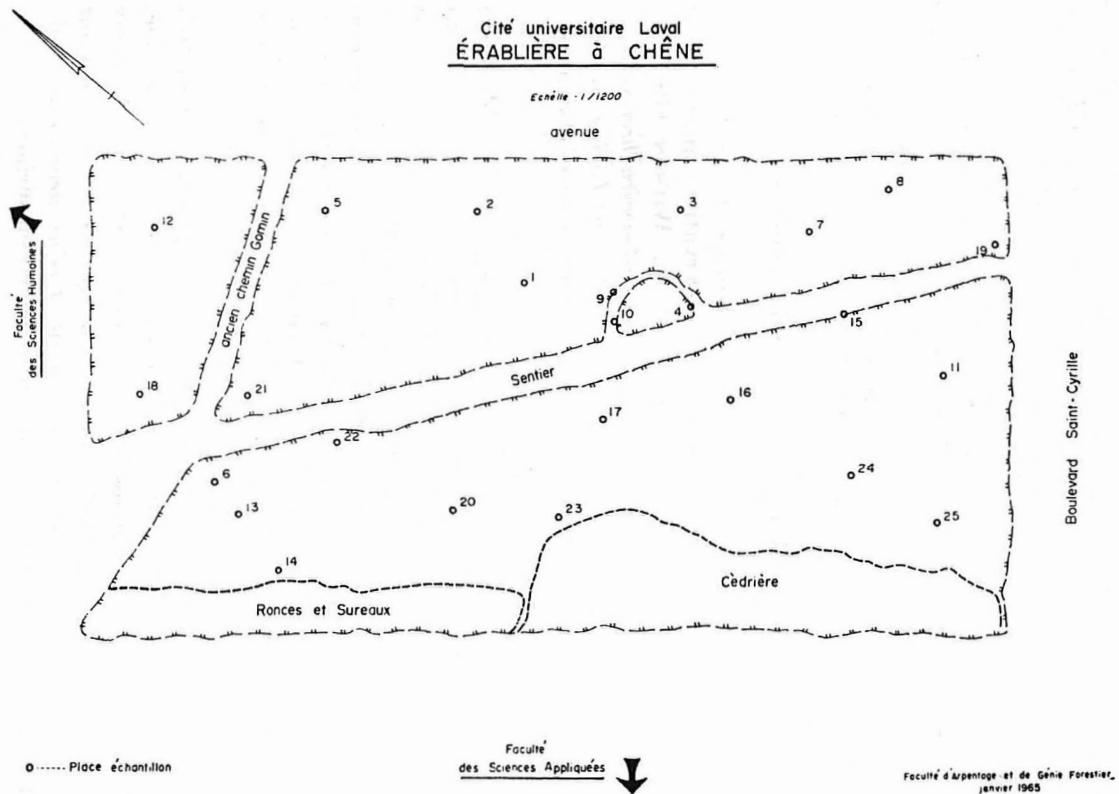 Cité universitaire Laval
ÉRABLIÈRE à CHÊNE
Echélle - 1/1200
avenue
Faculté
des Sciences Humaines
ancien chemin Gomin
12
5
2
3
8
7
19
1
9
10
4
15
18
21
Sentier
11
16
17
22
6
24
13
20
23
25
14
Boulevard Saint-Cyrille
Ronces et Sureaux
Cèdrière
o ----- Place échantillon
Faculté
des Sciences Appliquées
Faculté d'Arpentage et de Génie Forestier_
janvier 1965